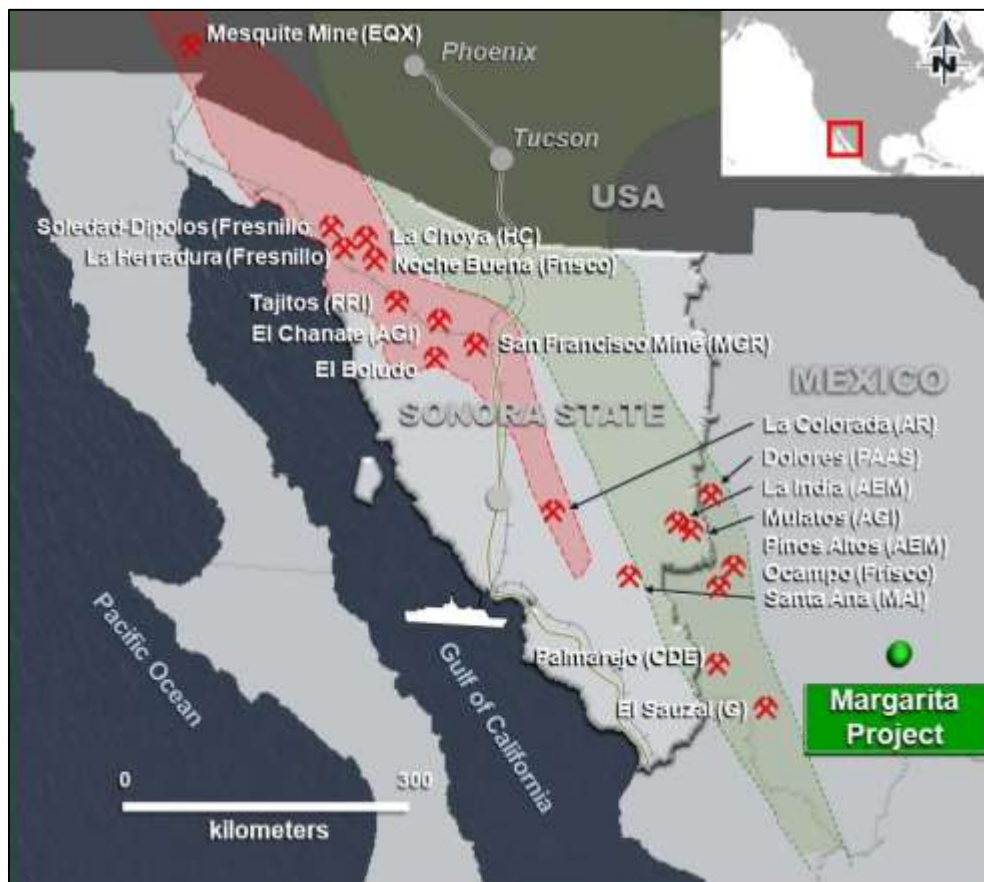 Mesquite Mine (EQX)
Phoenix
N
Tucson
USA
Soledad-Dipolos (Fresnillo
La Choya (HC)
La Herradura (Fresnillo)
Noche Buena (Frisco)
Tajitos (RRI)
El Chanate (AGI)
San Francisco Mine (MGR)
El Boludo
MEXICO
SONORA STATE
La Colorada (AR)
Dolores (PAAS)
La India (AEM)
Mulatos (AGI)
Pinos Altos (AEM)
Ocampo (Frisco)
Santa Ana (MAI)
Pacific Ocean
Gulf of California
Palmarejo (CDE)
El Sauzal (G)
Margarita
Project
0 300
kilometers